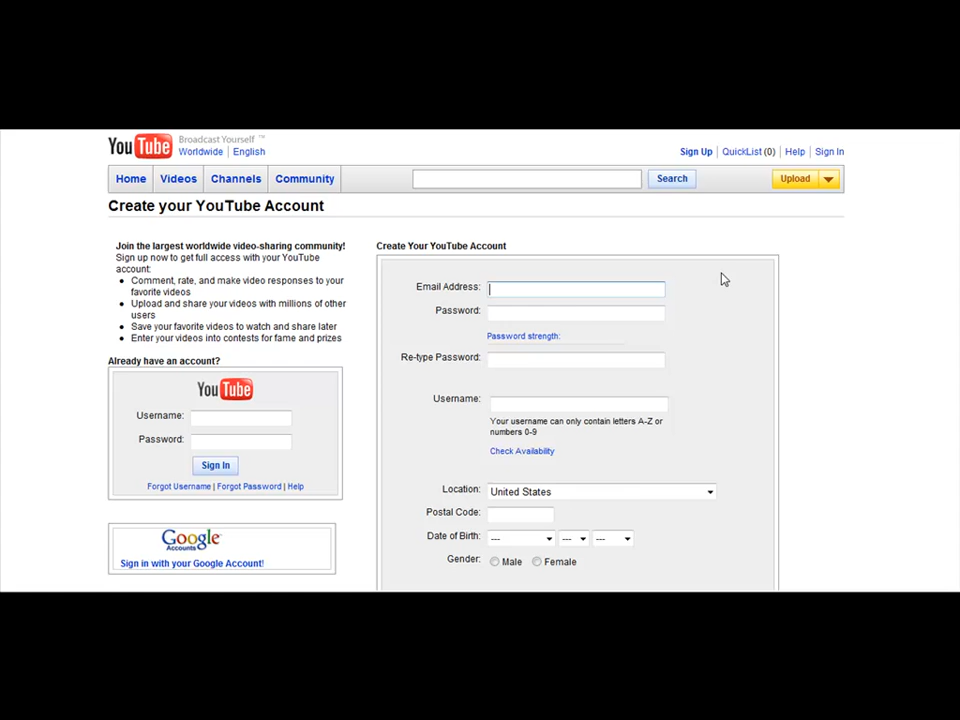 YouTube Broadcast Yourself ™
Worldwide | English
Sign Up | QuickList (0) | Help | Sign In
Home Videos Channels Community Search Upload
Create your YouTube Account
Join the largest worldwide video-sharing community!
Sign up now to get full access with your YouTube
account:
Comment, rate, and make video responses to your
favorite videos
Upload and share your videos with millions of other
users
Save your favorite videos to watch and share later
Enter your videos into contests for fame and prizes
Already have an account?
YouTube
Username:
Password:
Sign In
Forgot Username | Forgot Password | Help
Google
Accounts
Sign in with your Google Account!
Create Your YouTube Account
Email Address:
Password:
Password strength:
Re-type Password:
Username:
Your username can only contain letters A-Z or
numbers 0-9
Check Availability
Location: United States
Postal Code:
Date of Birth: --- --- ---
Gender: Male Female